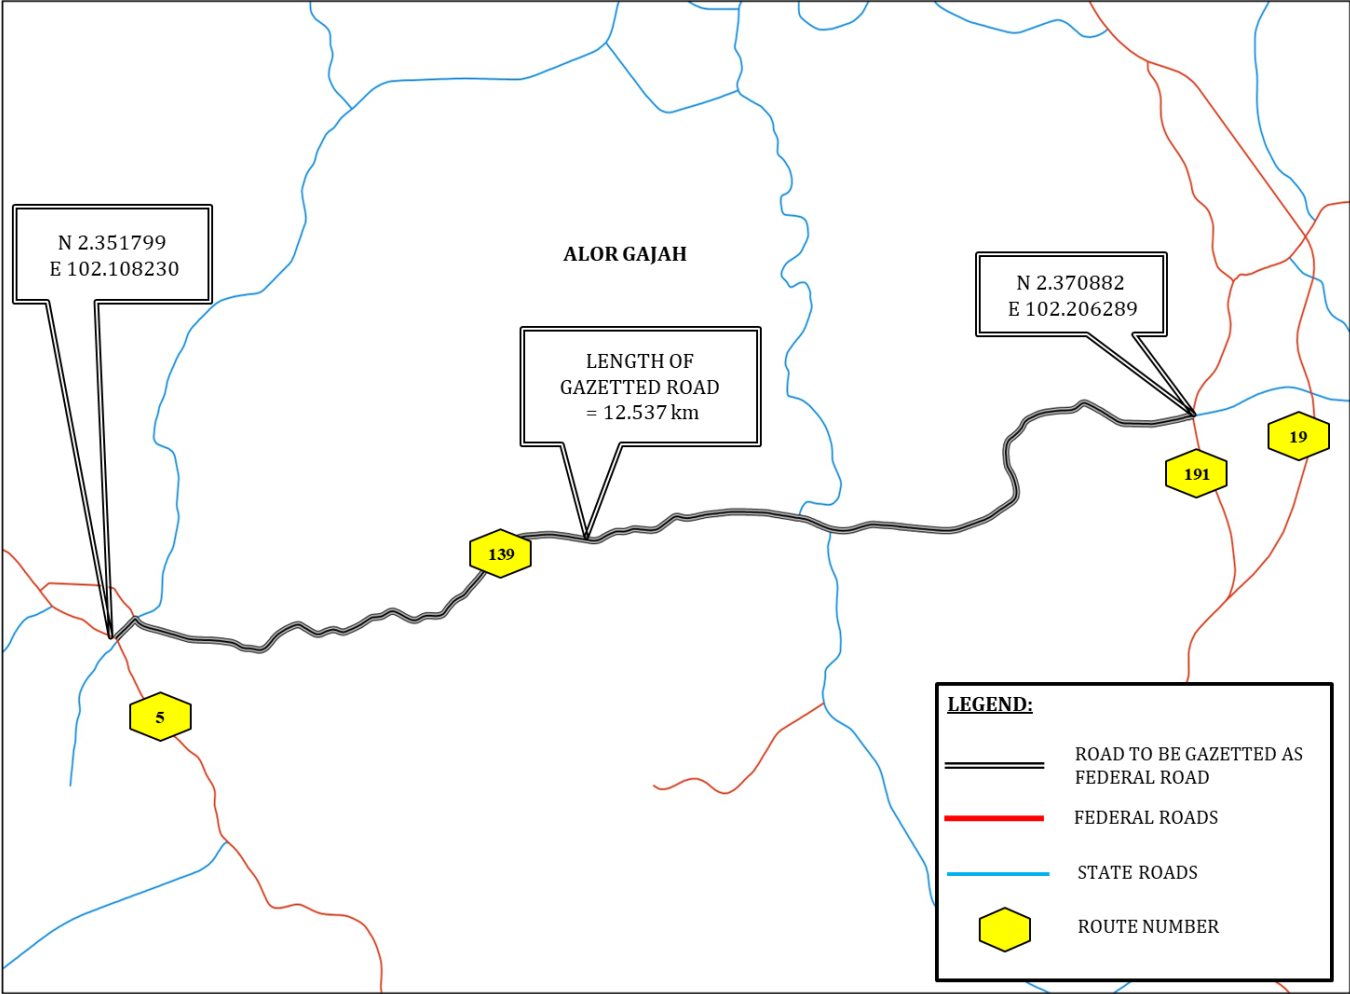 N 2.351799
E 102.108230
ALOR GAJAH
N 2.370882
E 102.206289
LENGTH OF
GAZETTED ROAD
= 12.537 km
19
191
139
5
LEGEND:
ROAD TO BE GAZETTED AS
FEDERAL ROAD
FEDERAL ROADS
STATE ROADS
ROUTE NUMBER